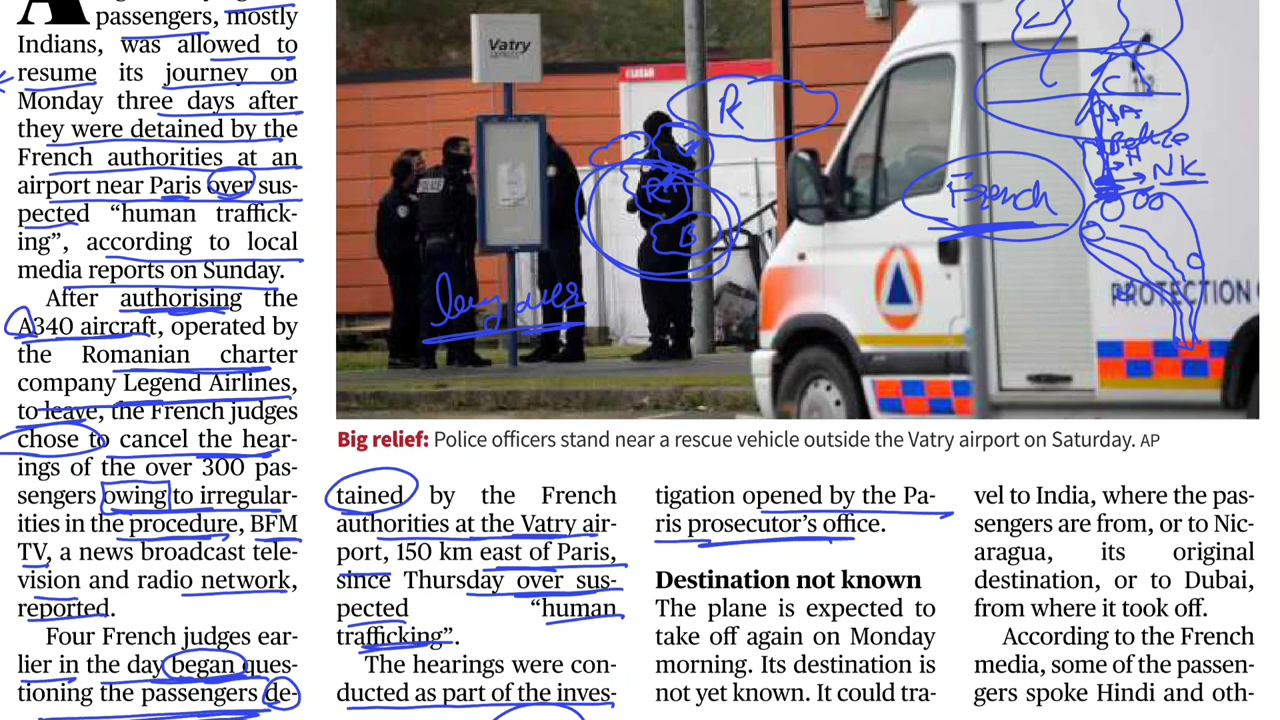 passengers, mostly
Indians, was allowed to
resume its journey on
Monday three days after
they were detained by the
French authorities at an
airport near Paris over sus-
pected “human traffick-
ing”, according to local
media reports on Sunday.
After authorising the
A340 aircraft, operated by
the Romanian charter
company Legend Airlines,
to leave, the French judges
chose to cancel the hear-
ings of the over 300 pas-
sengers owing to irregular-
ities in the procedure, BFM
TV, a news broadcast tele-
vision and radio network,
reported.
Four French judges ear-
lier in the day began ques-
tioning the passengers de-
Vatry
POLICE
R
R
B
French
C
A
Belize
H
NK
PROTECTION
Big relief: Police officers stand near a rescue vehicle outside the Vatry airport on Saturday. AP
tained by the French
authorities at the Vatry air-
port, 150 km east of Paris,
since Thursday over sus-
pected “human
trafficking”.
The hearings were con-
ducted as part of the inves-
tigation opened by the Pa-
ris prosecutor’s office.
Destination not known
The plane is expected to
take off again on Monday
morning. Its destination is
not yet known. It could tra-
vel to India, where the pas-
sengers are from, or to Nic-
aragua, its original
destination, or to Dubai,
from where it took off.
According to the French
media, some of the passen-
gers spoke Hindi and oth-